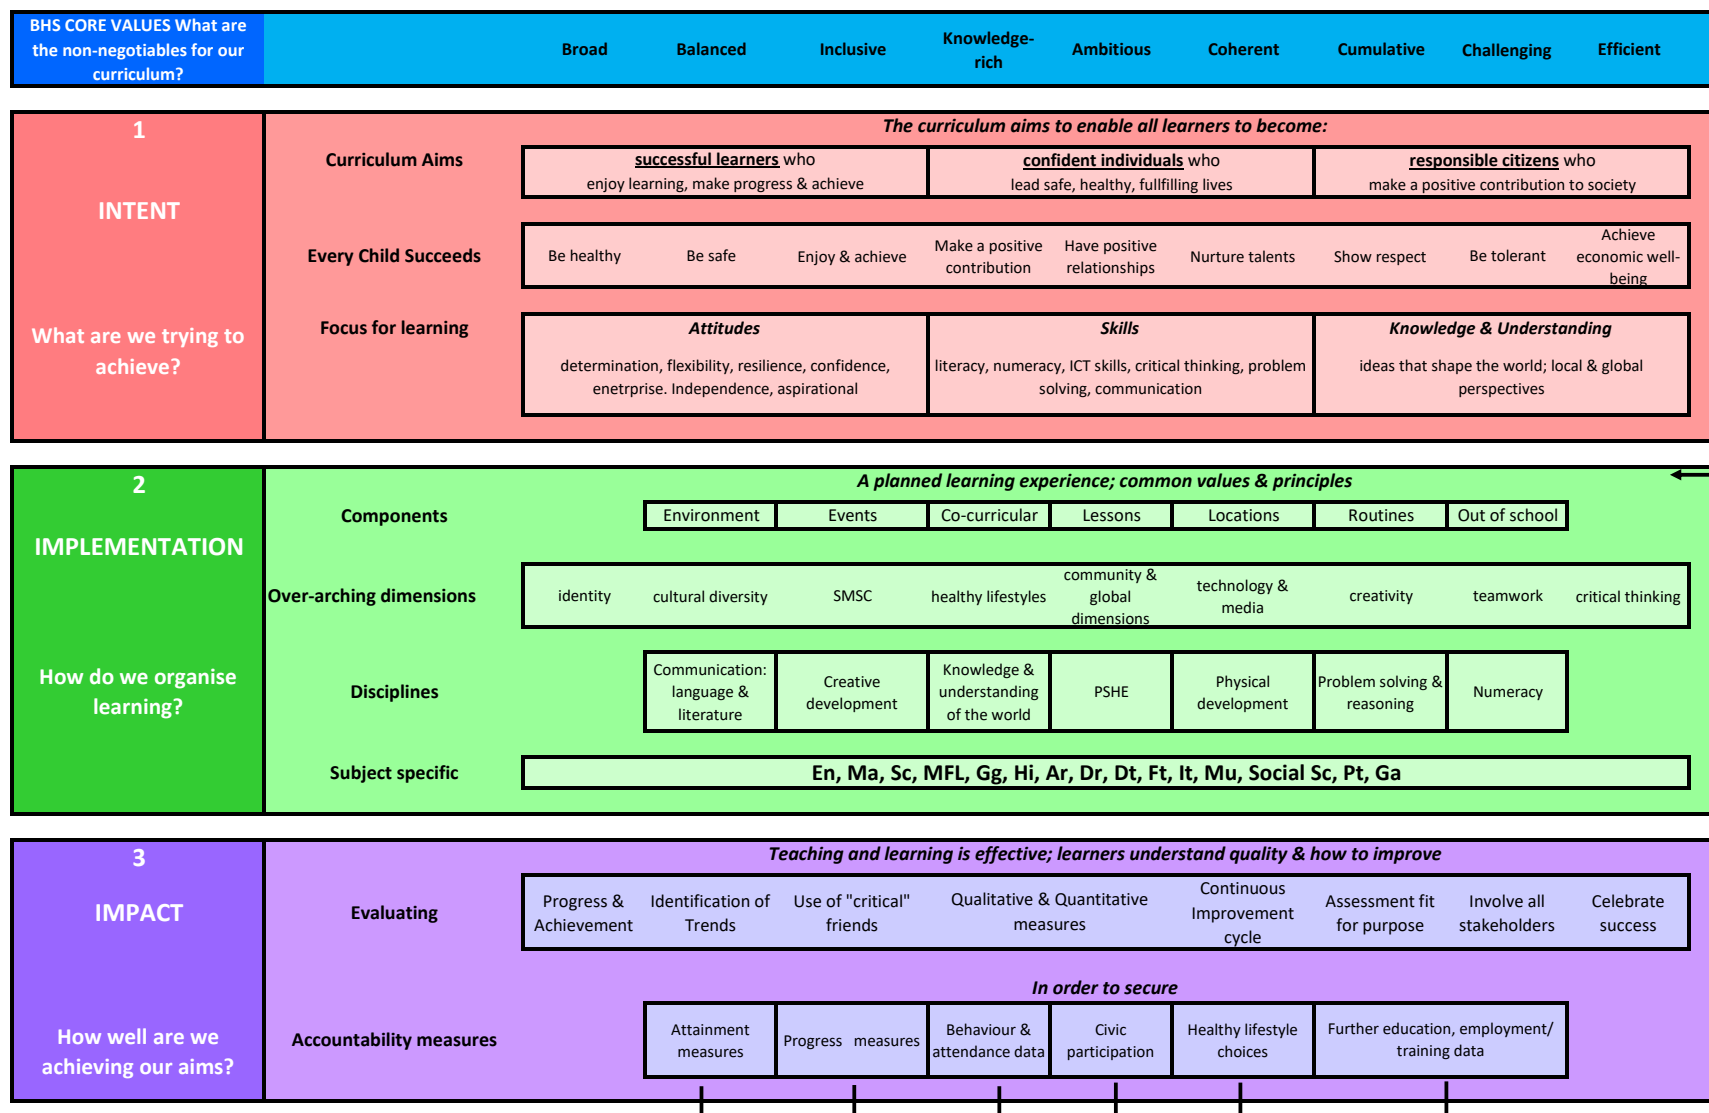 BHS CORE VALUES What are
the non-negotiables for our
curriculum?
Broad
Balanced
Inclusive
Knowledge-
rich
Ambitious
Coherent
Cumulative
Challenging
Efficient
1
INTENT
What are we trying to
achieve?
The curriculum aims to enable all learners to become:
Curriculum Aims
successful learners who
enjoy learning, make progress & achieve
confident individuals who
lead safe, healthy, fullfilling lives
responsible citizens who
make a positive contribution to society
Every Child Succeeds
Be healthy
Be safe
Enjoy & achieve
Make a positive
contribution
Have positive
relationships
Nurture talents
Show respect
Be tolerant
Achieve
economic well-
being
Focus for learning
Attitudes
determination, flexibility, resilience, confidence,
enetrprise. Independence, aspirational
Skills
literacy, numeracy, ICT skills, critical thinking, problem
solving, communication
Knowledge & Understanding
ideas that shape the world; local & global
perspectives
2
IMPLEMENTATION
How do we organise
learning?
A planned learning experience; common values & principles
Components
Environment
Events
Co-curricular
Lessons
Locations
Routines
Out of school
Over-arching dimensions
identity
cultural diversity
SMSC
healthy lifestyles
community &
global
dimensions
technology &
media
creativity
teamwork
critical thinking
Disciplines
Communication:
language &
literature
Creative
development
Knowledge &
understanding
of the world
PSHE
Physical
development
Problem solving &
reasoning
Numeracy
Subject specific
En, Ma, Sc, MFL, Gg, Hi, Ar, Dr, Dt, Ft, It, Mu, Social Sc, Pt, Ga
3
IMPACT
How well are we
achieving our aims?
Teaching and learning is effective; learners understand quality & how to improve
Evaluating
Progress &
Achievement
Identification of
Trends
Use of "critical"
friends
Qualitative & Quantitative
measures
Continuous
Improvement
cycle
Assessment fit
for purpose
Involve all
stakeholders
Celebrate
success
In order to secure
Accountability measures
Attainment
measures
Progress measures
Behaviour &
attendance data
Civic
participation
Healthy lifestyle
choices
Further education, employment/
training data